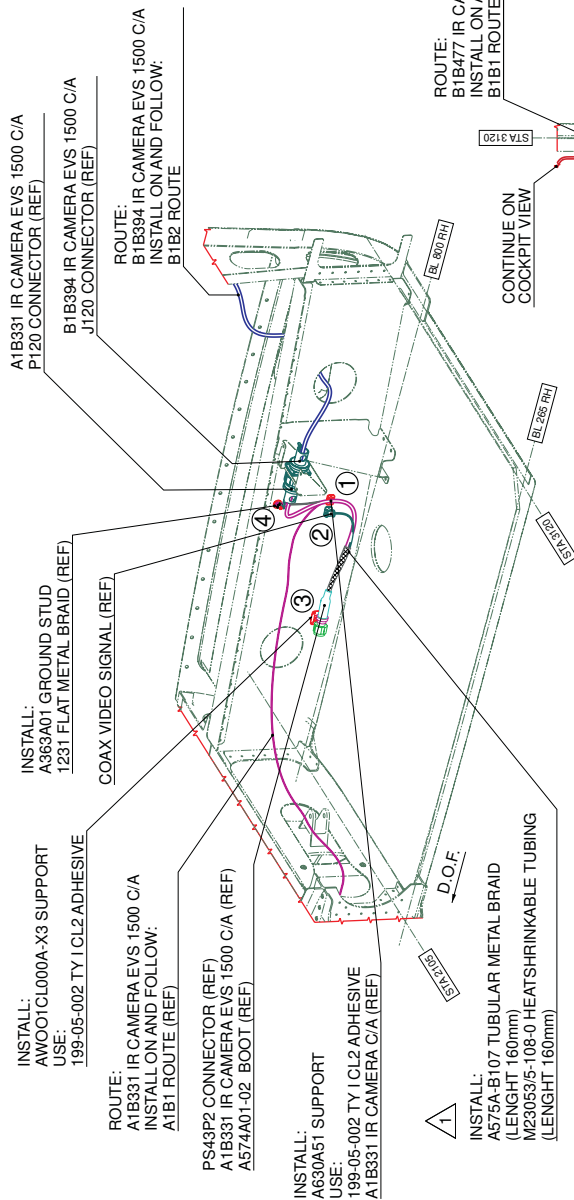 A1B331 IR CAMERA EVS 1500 C/A
P120 CONNECTOR (REF)
B1B394 IR CAMERA EVS 1500 C/A
J120 CONNECTOR (REF)
ROUTE:
B1B394 IR CAMERA EVS 1500 C/A
INSTALL ON AND FOLLOW:
B1B2 ROUTE
INSTALL:
A363A01 GROUND STUD
1231 FLAT METAL BRAID (REF)
COAX VIDEO SIGNAL (REF)
INSTALL:
AWOO1CL000A-X3 SUPPORT
USE:
199-05-002 TY I CL2 ADHESIVE
ROUTE:
A1B331 IR CAMERA EVS 1500 C/A
INSTALL ON AND FOLLOW:
A1B1 ROUTE (REF)
PS43P2 CONNECTOR (REF)
A1B331 IR CAMERA EVS 1500 C/A (REF)
A574A01-02 BOOT (REF)
INSTALL:
A630A51 SUPPORT
USE:
199-05-002 TY I CL2 ADHESIVE
A1B331 IR CAMERA C/A (REF)
1
INSTALL:
A575A-B107 TUBULAR METAL BRAID
(LENGHT 160mm)
M23053/5-108-0 HEATSHRINKABLE TUBING
(LENGHT 160mm)
1
2
3
4
D.O.F.
STA 2105
STA 3120
BL 265 RH
BL 800 RH
ROUTE:
B1B477 IR CA
INSTALL ON A
B1B1 ROUTE
STA 3120
CONTINUE ON
COCKPIT VIEW